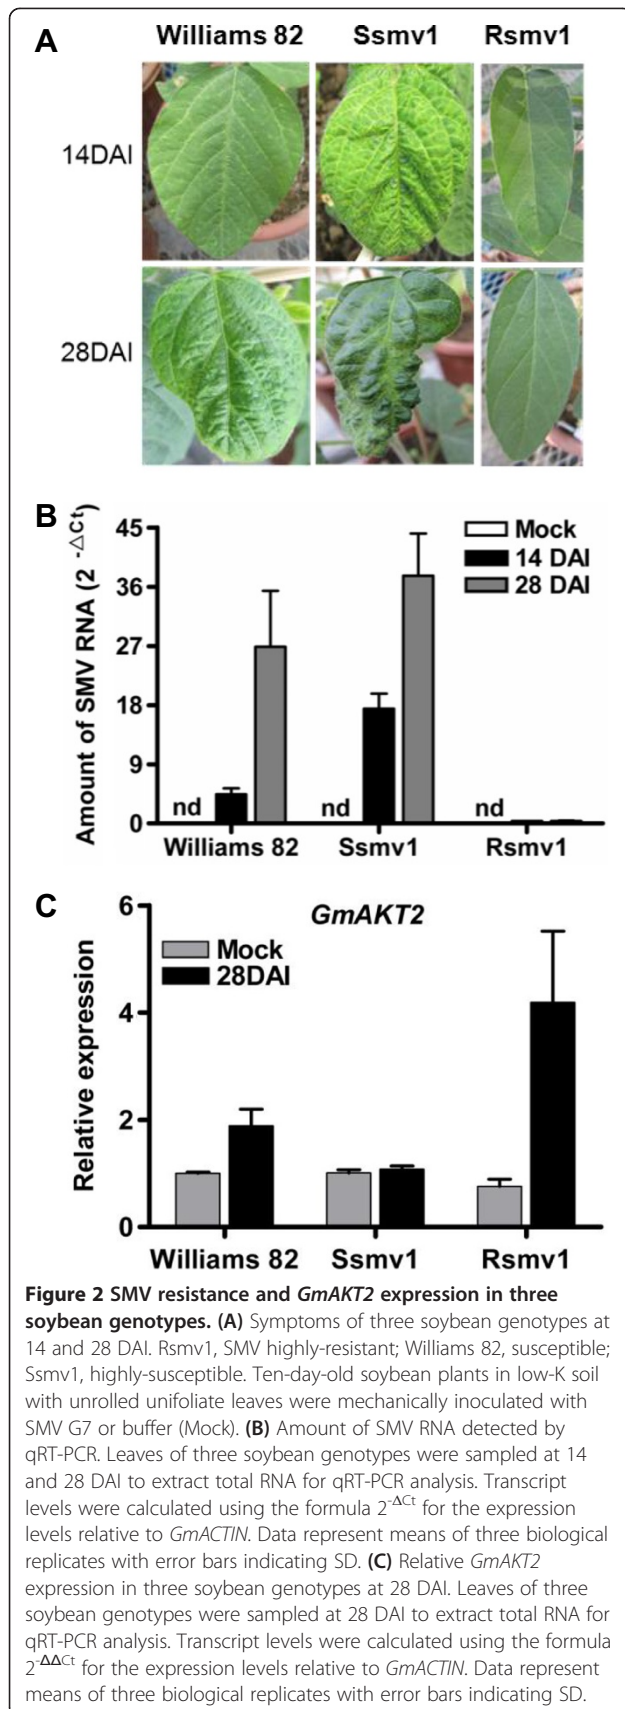 A
Williams 82 Ssmv1 Rsmv1
14DAI
28DAI
B
Amount of SMV RNA (2^-△Ct)
45
36
27
18
9
0
Mock
14 DAI
28 DAI
nd nd nd
Williams 82 Ssmv1 Rsmv1
C
GmAKT2
Relative expression
6
4
2
0
Mock
28DAI
Williams 82 Ssmv1 Rsmv1
Figure 2 SMV resistance and GmAKT2 expression in three
soybean genotypes. (A) Symptoms of three soybean genotypes at
14 and 28 DAI. Rsmv1, SMV highly-resistant; Williams 82, susceptible;
Ssmv1, highly-susceptible. Ten-day-old soybean plants in low-K soil
with unrolled unifoliate leaves were mechanically inoculated with
SMV G7 or buffer (Mock). (B) Amount of SMV RNA detected by
qRT-PCR. Leaves of three soybean genotypes were sampled at 14
and 28 DAI to extract total RNA for qRT-PCR analysis. Transcript
levels were calculated using the formula 2^-ΔCt for the expression
levels relative to GmACTIN. Data represent means of three biological
replicates with error bars indicating SD. (C) Relative GmAKT2
expression in three soybean genotypes at 28 DAI. Leaves of three
soybean genotypes were sampled at 28 DAI to extract total RNA for
qRT-PCR analysis. Transcript levels were calculated using the formula
2^-ΔΔCt for the expression levels relative to GmACTIN. Data represent
means of three biological replicates with error bars indicating SD.